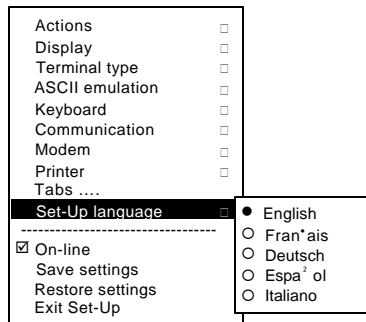 Actions
Display
Terminal type
ASCII emulation
Keyboard
Communication
Modem
Printer
Tabs ....
Set-Up language
---------------------------------
On-line
Save settings
Restore settings
Exit Set-Up
English
Fran•ais
Deutsch
Espa² ol
Italiano